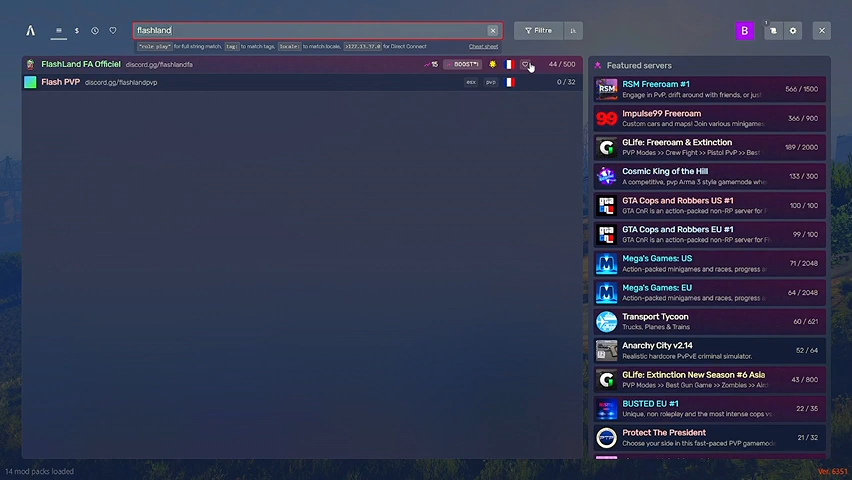 $
flashland
Filtre
B
1
"role play" for full string match, tag: to match tags, locale: to match locale, >127.13.37.0 for Direct Connect
Cheat sheet
FlashLand FA Officiel discord.gg/flashlandfa 15 BOOST™! 44 / 500
Flash PVP discord.gg/flashlandpvp esx pvp 0 / 32
Featured servers
RSM Freeroam #1
Engage in PvP, drift around with friends, or just
566 / 1500
Impulse99 Freeroam
Custom cars and maps! Join various minigames
366 / 900
GLife: Freeroam & Extinction
PVP Modes >> Crew Fight >> Pistol PvP >> Best
189 / 2000
Cosmic King of the Hill
A competitive, pvp Arma 3 style gamemode whe
133 / 300
GTA Cops and Robbers US #1
GTA CnR is an action-packed non-RP server for F
100 / 100
GTA Cops and Robbers EU #1
GTA CnR is an action-packed non-RP server for F
99 / 100
Mega's Games: US
Action-packed minigames and races, progress a
71 / 2048
Mega's Games: EU
Action-packed minigames and races, progress a
64 / 2048
Transport Tycoon
Trucks, Planes & Trains
60 / 621
Anarchy City v2.14
Realistic hardcore PvPvE criminal simulator.
52 / 64
GLife: Extinction New Season #6 Asia
PVP Modes >> Best Gun Game >> Zombies >> Air
43 / 800
BUSTED EU #1
Unique, non roleplay and the most intense cops v
22 / 35
Protect The President
Choose your side in this fast-paced PVP gamemod
21 / 32
14 mod packs loaded
Ver. 6351